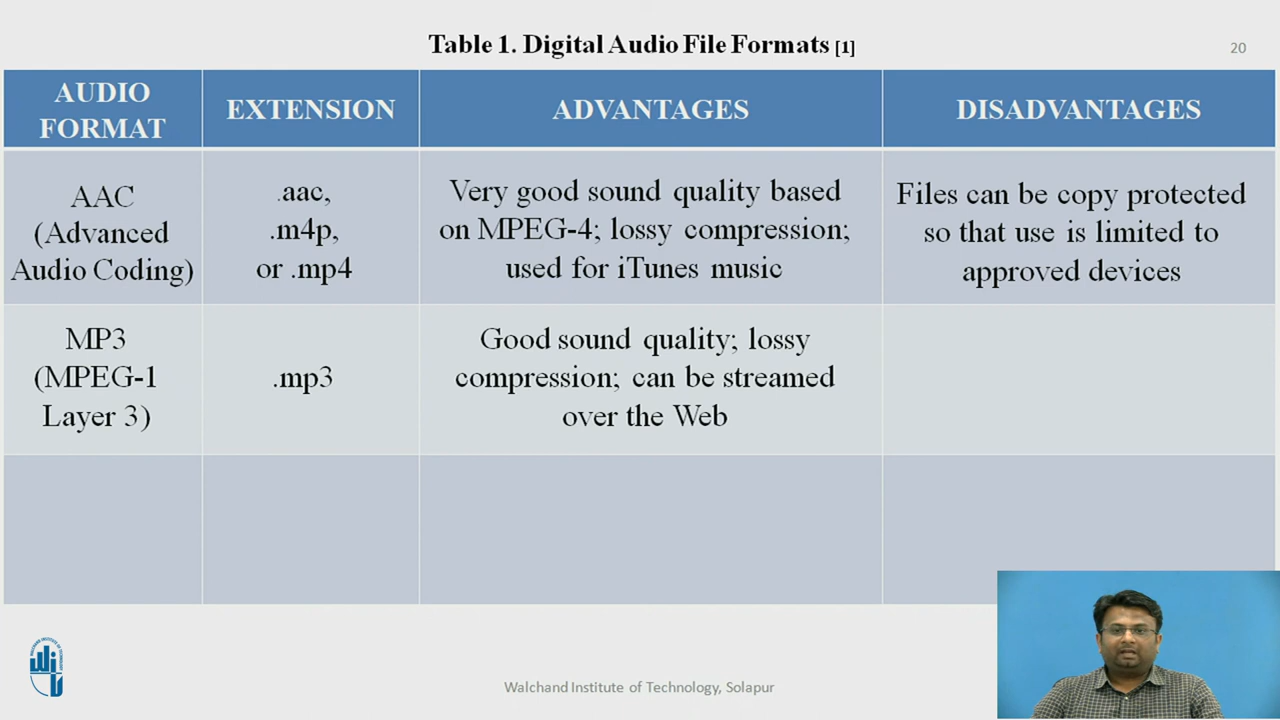 Table 1. Digital Audio File Formats [1]
20
AUDIO
FORMAT
EXTENSION
ADVANTAGES
DISADVANTAGES
AAC
(Advanced
Audio Coding)
.aac,
.m4p,
or .mp4
Very good sound quality based
on MPEG-4; lossy compression;
used for iTunes music
Files can be copy protected
so that use is limited to
approved devices
MP3
(MPEG-1
Layer 3)
.mp3
Good sound quality; lossy
compression; can be streamed
over the Web
Walchand Institute of Technology, Solapur